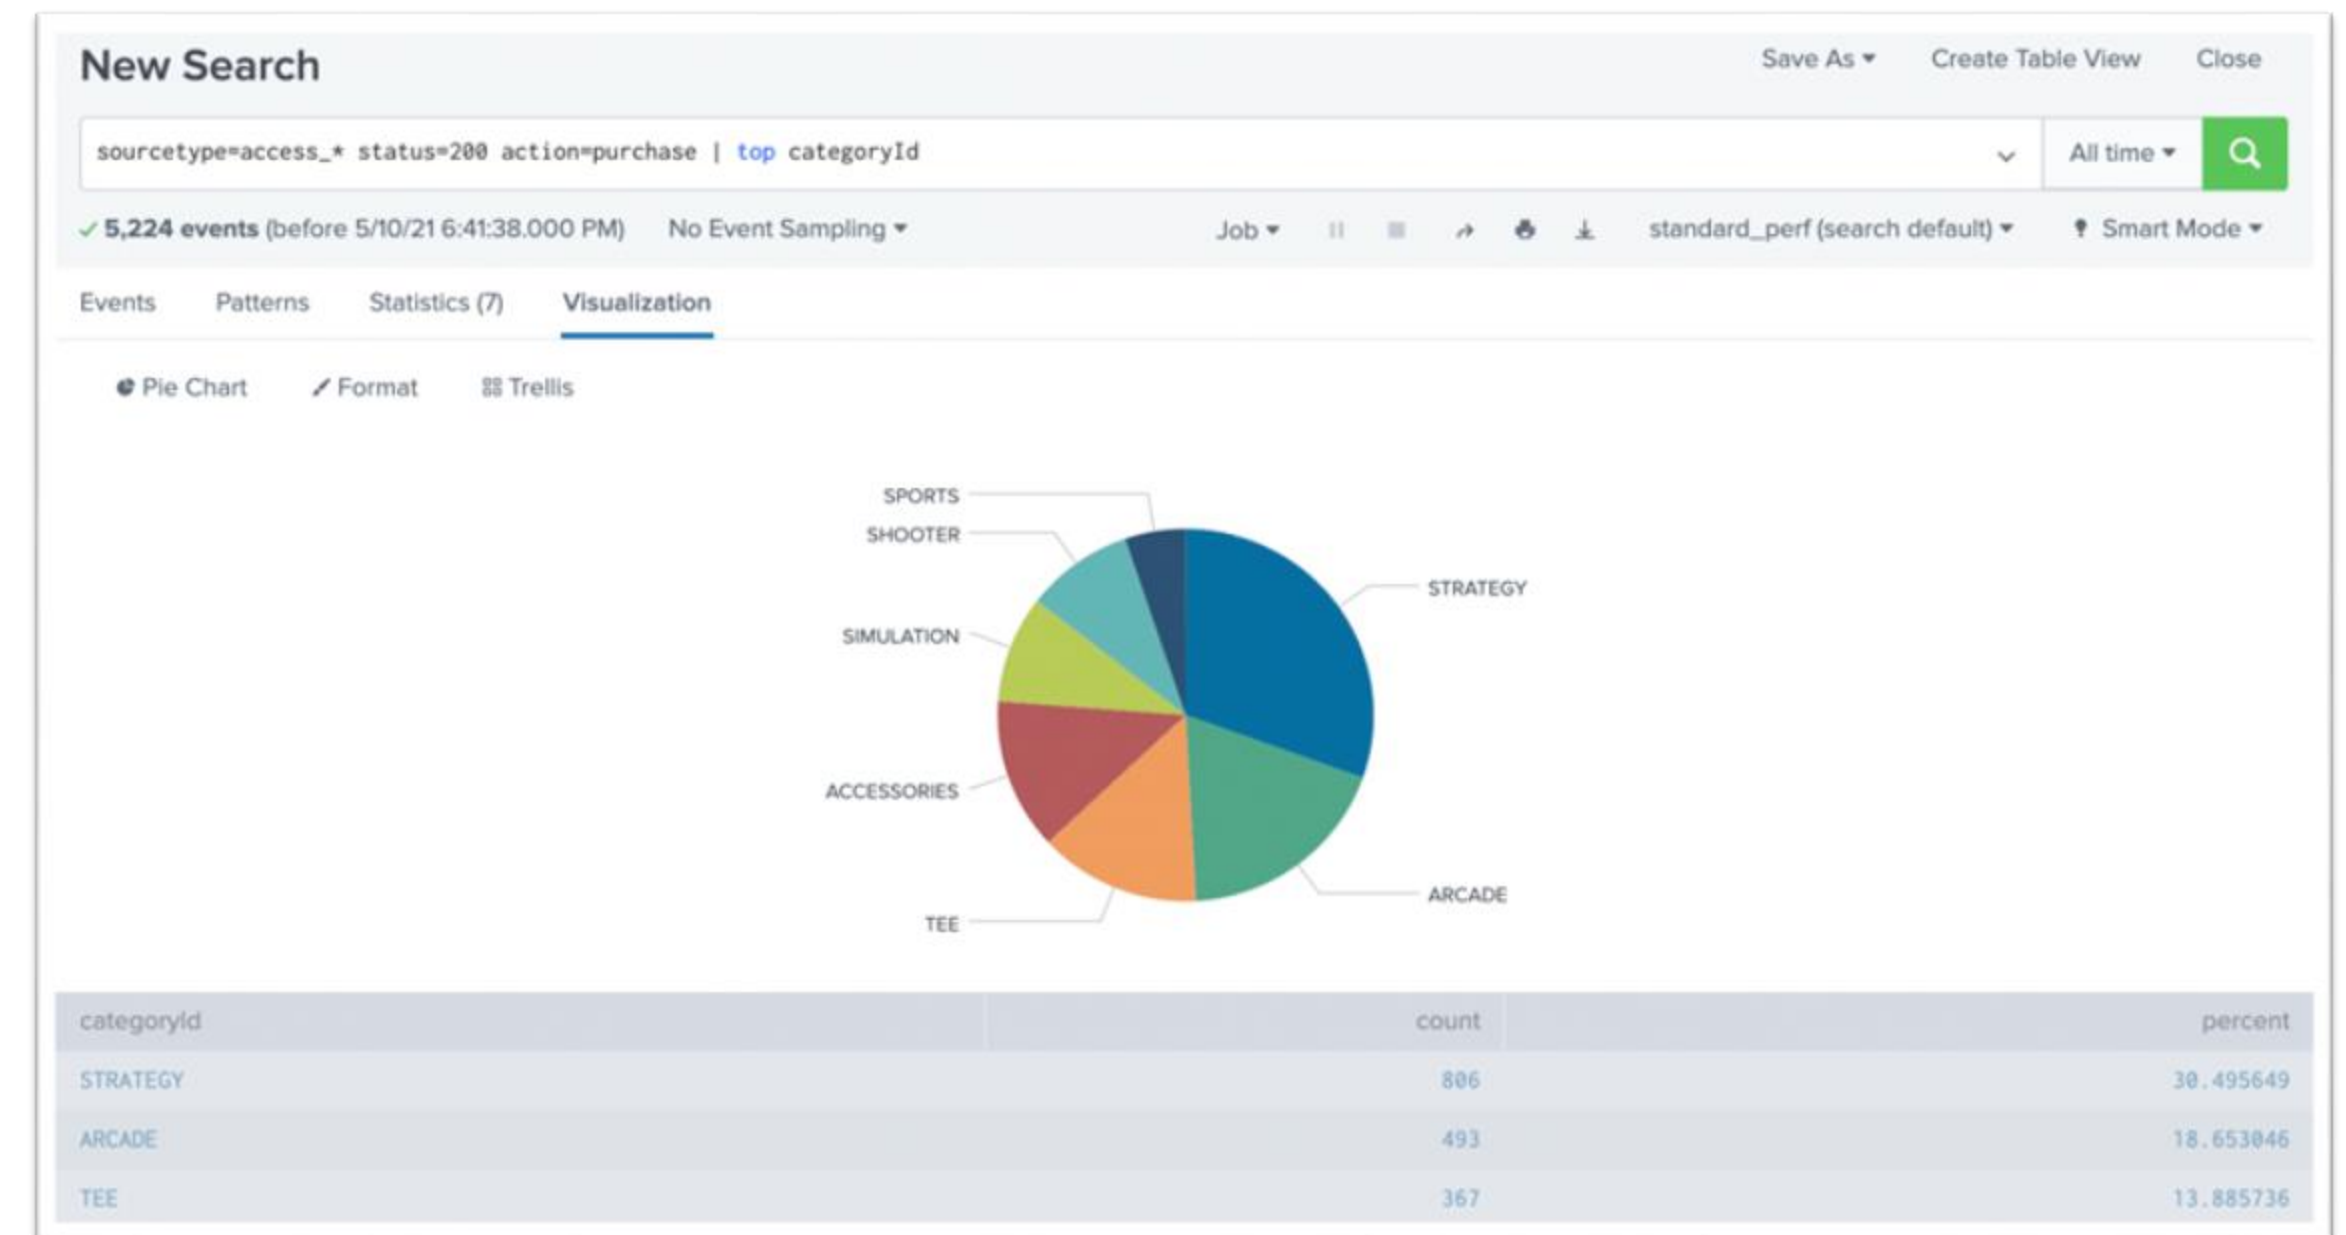 New Search
Save As Create Table View Close
sourcetype=access_* status=200 action=purchase | top categoryId
All time
5,224 events (before 5/10/21 6:41:38.000 PM) No Event Sampling
Job standard_perf (search default) Smart Mode
Events Patterns Statistics (7) Visualization
Pie Chart Format Trellis
SPORTS
SHOOTER
STRATEGY
SIMULATION
ACCESSORIES
ARCADE
TEE
categoryId count percent
STRATEGY 806 30.495649
ARCADE 493 18.653046
TEE 367 13.885736